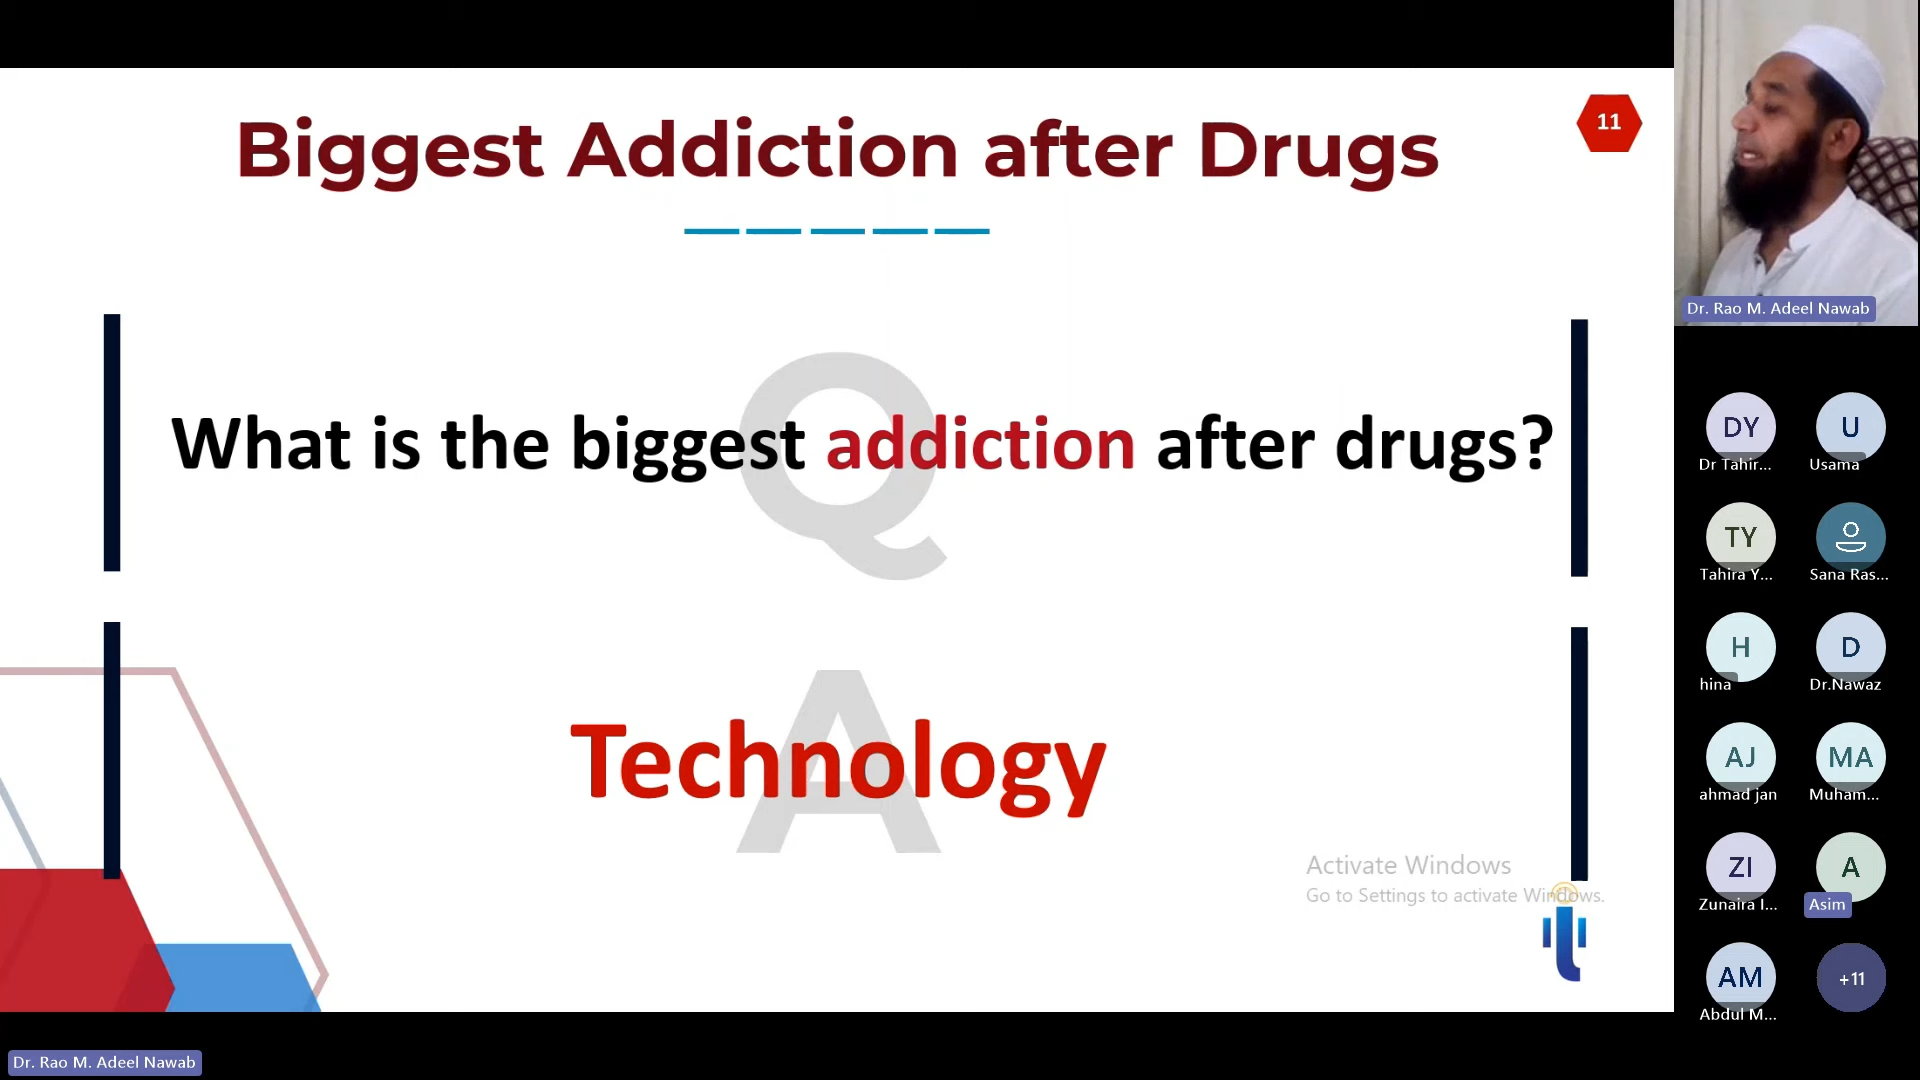 Biggest Addiction after Drugs
11
Q
What is the biggest addiction after drugs?
A
Technology
Activate Windows
Go to Settings to activate Windows.
Dr. Rao M. Adeel Nawab
DY
Dr Tahir...
U
Usama
TY
Tahira Y...
Sana Ras...
H
hina
D
Dr.Nawaz
AJ
ahmad jan
MA
Muham...
ZI
Zunaira I...
A
Asim
AM
Abdul M...
+11
Dr. Rao M. Adeel Nawab